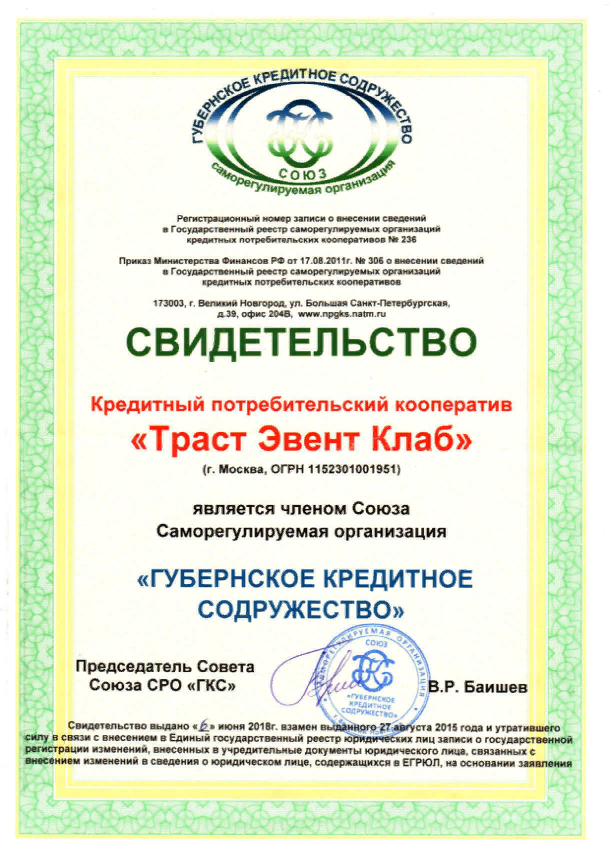 ГУБЕРНСКОЕ КРЕДИТНОЕ СОДРУЖЕСТВО
СОЮЗ
саморегулируемая организация
Регистрационный номер записи о внесении сведений
в Государственный реестр саморегулируемых организаций
кредитных потребительских кооперативов № 236
Приказ Министерства Финансов РФ от 17.08.2011г. № 306 о внесении сведений
в Государственный реестр саморегулируемых организаций
кредитных потребительских кооперативов
173003, г. Великий Новгород, ул. Большая Санкт-Петербургская,
д.39, офис 204В, www.npgks.natm.ru
СВИДЕТЕЛЬСТВО
Кредитный потребительский кооператив
«Траст Эвент Клаб»
(г. Москва, ОГРН 1152301001951)
является членом Союза
Саморегулируемая организация
«ГУБЕРНСКОЕ КРЕДИТНОЕ
СОДРУЖЕСТВО»
САМОРЕГУЛИРУЕМАЯ ОРГАНИЗАЦИЯ
СОЮЗ
«ГУБЕРНСКОЕ
КРЕДИТНОЕ
СОДРУЖЕСТВО»
Председатель Совета
Союза СРО «ГКС»
В.Р. Баишев
Свидетельство выдано «6» июня 2018г. взамен выданного 27 августа 2015 года и утратившего
силу в связи с внесением в Единый государственный реестр юридических лиц записи о государственной
регистрации изменений, внесенных в учредительные документы юридического лица, связанных с
внесением изменений в сведения о юридическом лице, содержащихся в ЕГРЮЛ, на основании заявления